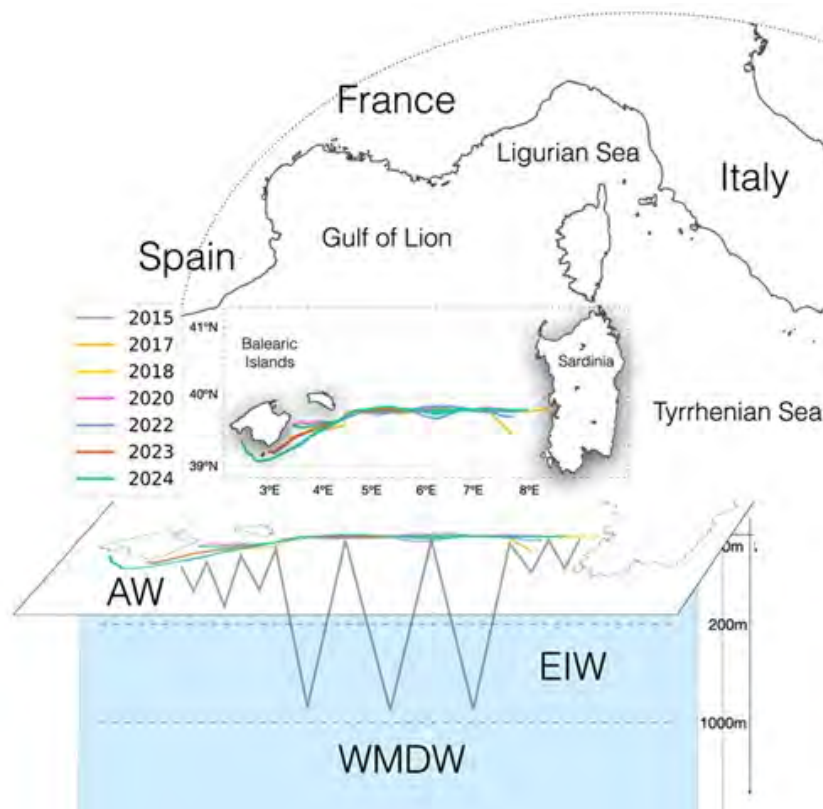 France
Ligurian Sea
Italy
Gulf of Lion
Spain
2015
2017
2018
2020
2022
2023
2024
41°N
40°N
39°N
Balearic
Islands
Sardinia
3°E
4°E
5°E
6°E
7°E
8°E
Tyrrhenian Sea
AW
200m
EIW
1000m
WMDW